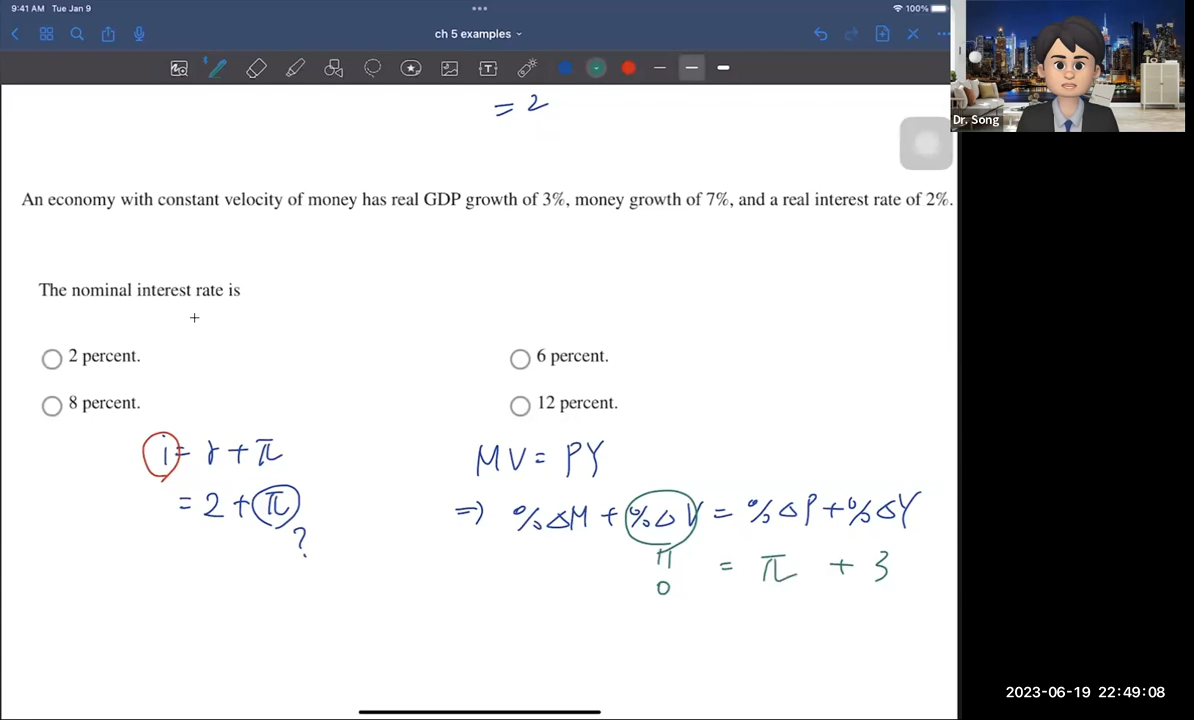 9:41 AM Tue Jan 9
100%
ch 5 examples
Dr. Song
= 2
An economy with constant velocity of money has real GDP growth of 3%, money growth of 7%, and a real interest rate of 2%.
The nominal interest rate is
2 percent.
6 percent.
8 percent.
12 percent.
i = r + π
= 2 + π
?
MV = PY
⇒ %ΔM + %ΔV = %ΔP + %ΔY
= π + 3
0
2023-06-19 22:49:08